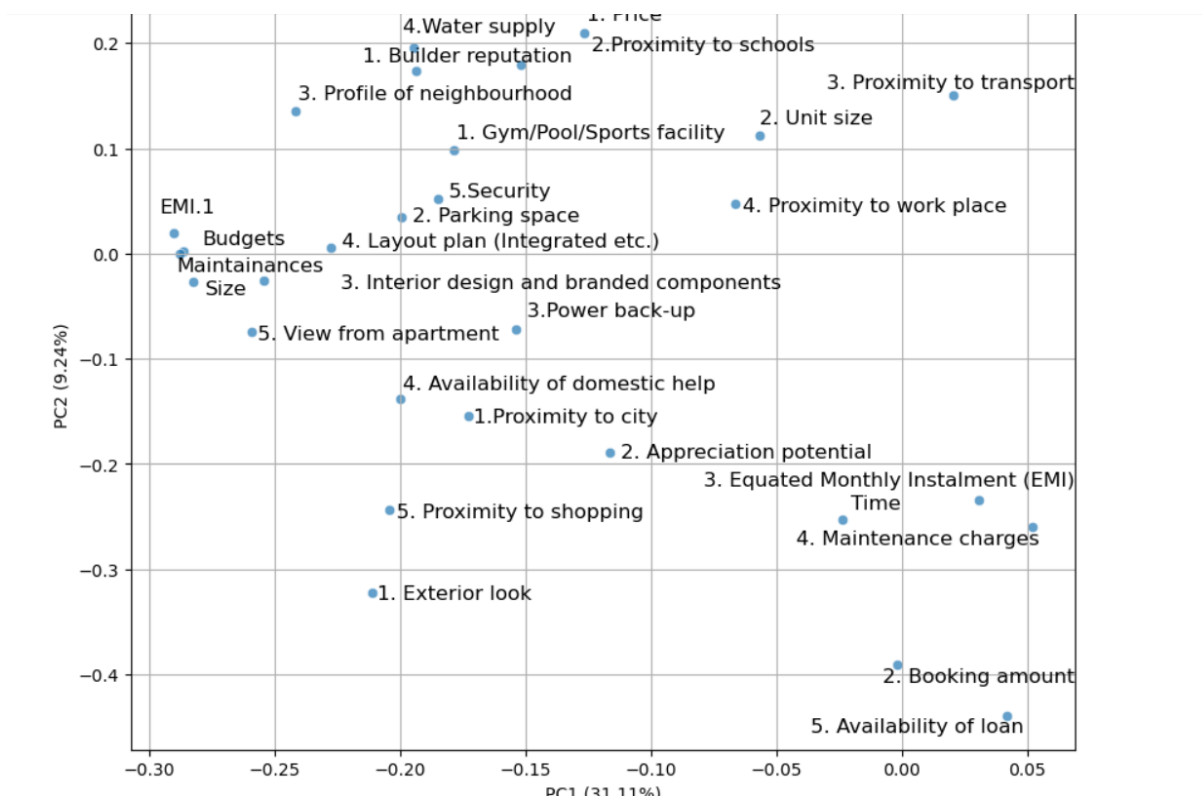 1. Price
4.Water supply
0.2
2.Proximity to schools
1. Builder reputation
3. Proximity to transport
3. Profile of neighbourhood
2. Unit size
1. Gym/Pool/Sports facility
0.1
5.Security
EMI.1
4. Proximity to work place
2. Parking space
Budgets
4. Layout plan (Integrated etc.)
0.0
Maintainances
3. Interior design and branded components
Size
3.Power back-up
5. View from apartment
−0.1
PC2 (9.24%)
4. Availability of domestic help
1.Proximity to city
2. Appreciation potential
−0.2
3. Equated Monthly Instalment (EMI)
Time
5. Proximity to shopping
4. Maintenance charges
−0.3
1. Exterior look
−0.4
2. Booking amount
5. Availability of loan
−0.30 −0.25 −0.20 −0.15 −0.10 −0.05 0.00 0.05
PC1 (31.11%)